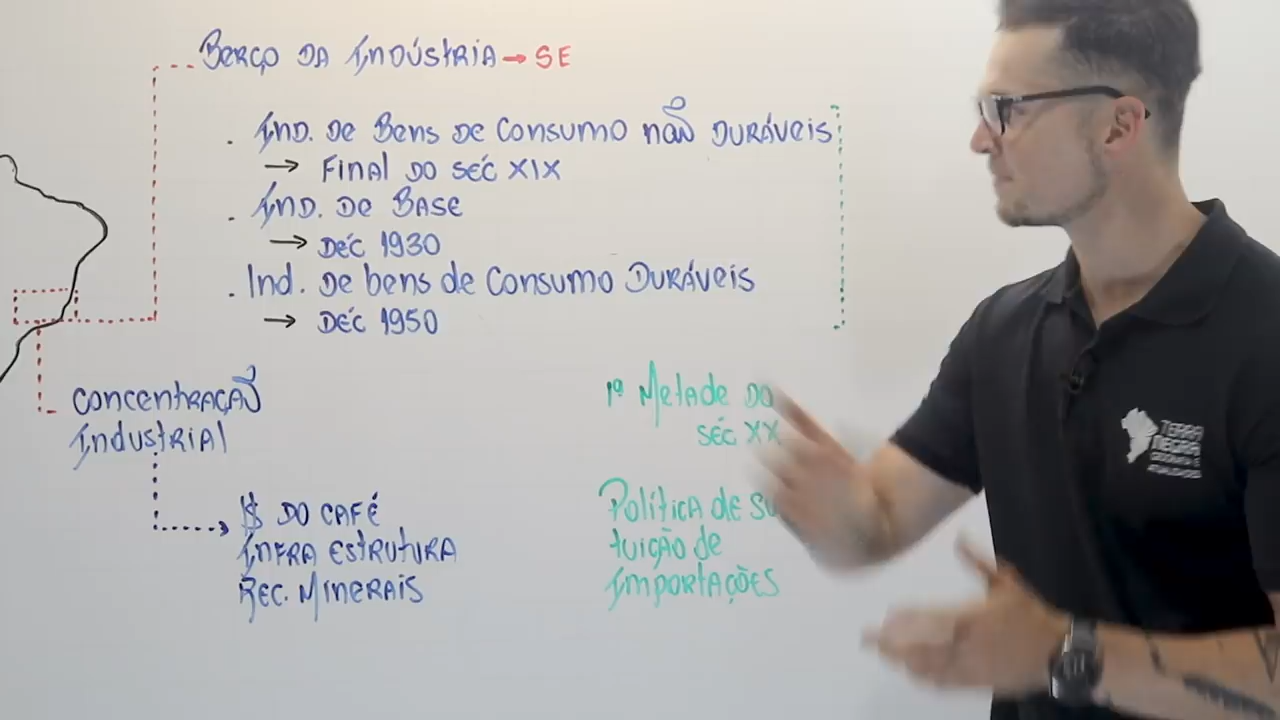 BERÇO DA INDÚSTRIA → SE
. IND. DE BENS DE CONSUMO NÃO DURÁVEIS
→ FINAL DO SÉC XIX
. IND. DE BASE
→ DÉC 1930
. Ind. DE bens de CONSUMO DURÁVEIS
→ DÉC 1950
CONCENTRAÇÃO
INDUSTRIAL
$ DO CAFÉ
INFRA ESTRUTURA
REC. MINERAIS
1ª Metade DO
SÉC XX
POLÍTICA de SU
TUIÇÃO de
IMPORTAÇÕES
TERRA
NEGRA